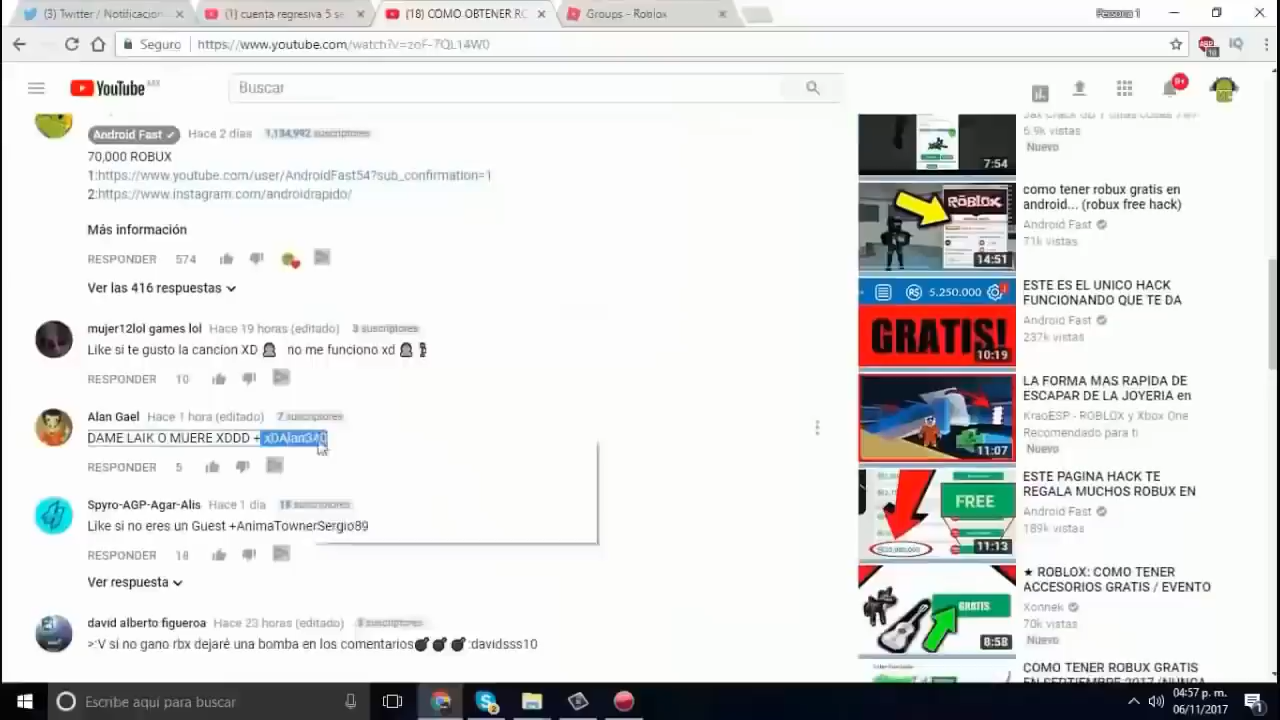 (3) Twitter / Notificacion
(1) cuenta regresiva 5 se
(18) COMO OBTENER RO
Groups - Roblox
Persona 1
Seguro
https://www.youtube.com/watch?v=zoF-7QL14W0
YouTube
Buscar
9+
Android Fast
Hace 2 días
1,134,992 suscriptores
70,000 ROBUX
1:https://www.youtube.com/user/AndroidFast54?sub_confirmation=1
2:https://www.instagram.com/androidrapido/
Más información
RESPONDER 574
Ver las 416 respuestas
mujer12lol games lol Hace 19 horas (editado) 3 suscriptores
Like si te gusto la cancion XD no me funciono xd
RESPONDER 10
Alan Gael Hace 1 hora (editado) 7 suscriptores
DAME LAIK O MUERE XDDD +xDAlan340
RESPONDER 5
Spyro-AGP-Agar-Alis Hace 1 día 18 suscriptores
Like si no eres un Guest +AnimaTownerSergio89
RESPONDER 18
Ver respuesta
david alberto figueroa Hace 23 horas (editado) suscriptores
>:V si no gano rbx dejaré una bomba en los comentarios :davidsss10
7:54
6.9k vistas
Nuevo
ROBLOX
14:51
como tener robux gratis en
android... (robux free hack)
Android Fast
71k vistas
R$ 5.250.000
GRATIS!
10:19
ESTE ES EL UNICO HACK
FUNCIONANDO QUE TE DA
Android Fast
237k vistas
11:07
LA FORMA MAS RAPIDA DE
ESCAPAR DE LA JOYERIA en
KraoESP - ROBLOX y Xbox One
Recomendado para ti
Nuevo
FREE
11:13
ESTE PAGINA HACK TE
REGALA MUCHOS ROBUX EN
Android Fast
189k vistas
GRATIS
8:58
★ ROBLOX: COMO TENER
ACCESORIOS GRATIS / EVENTO
Xonnek
70k vistas
Nuevo
COMO TENER ROBUX GRATIS
EN SEPTIEMBRE 2017 (NUNCA
Escribe aquí para buscar
04:57 p. m.
06/11/2017